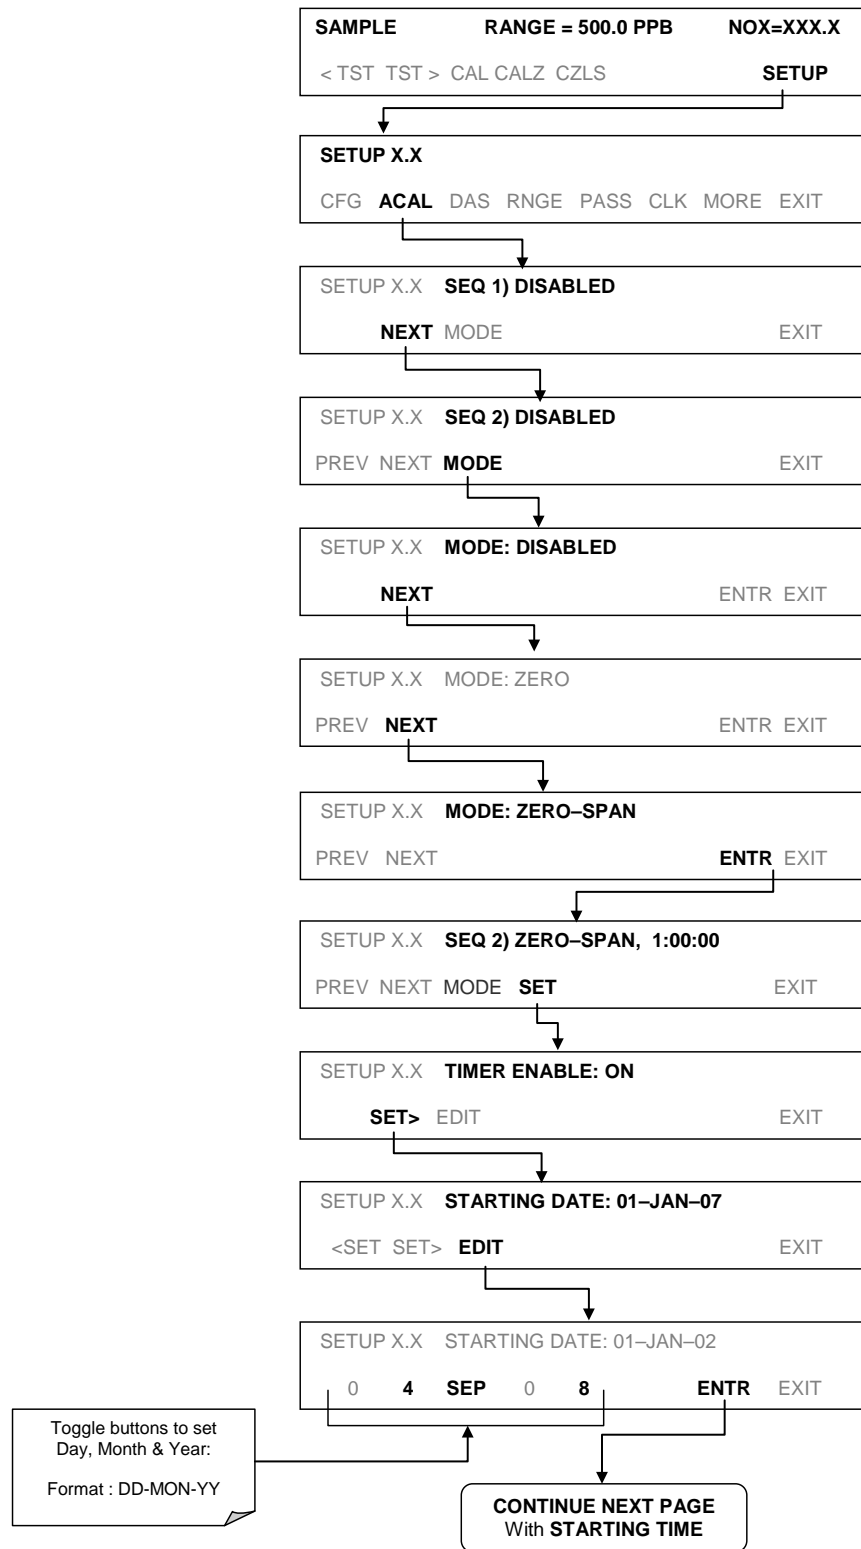 SAMPLE RANGE = 500.0 PPB NOX=XXX.X
< TST TST > CAL CALZ CZLS SETUP
SETUP X.X
CFG ACAL DAS RNGE PASS CLK MORE EXIT
SETUP X.X SEQ 1) DISABLED
NEXT MODE EXIT
SETUP X.X SEQ 2) DISABLED
PREV NEXT MODE EXIT
SETUP X.X MODE: DISABLED
NEXT ENTR EXIT
SETUP X.X MODE: ZERO
PREV NEXT ENTR EXIT
SETUP X.X MODE: ZERO–SPAN
PREV NEXT ENTR EXIT
SETUP X.X SEQ 2) ZERO–SPAN, 1:00:00
PREV NEXT MODE SET EXIT
SETUP X.X TIMER ENABLE: ON
SET> EDIT EXIT
SETUP X.X STARTING DATE: 01–JAN–07
<SET SET> EDIT EXIT
SETUP X.X STARTING DATE: 01–JAN–02
0 4 SEP 0 8 ENTR EXIT
Toggle buttons to set
Day, Month & Year:
Format : DD-MON-YY
CONTINUE NEXT PAGE
With STARTING TIME